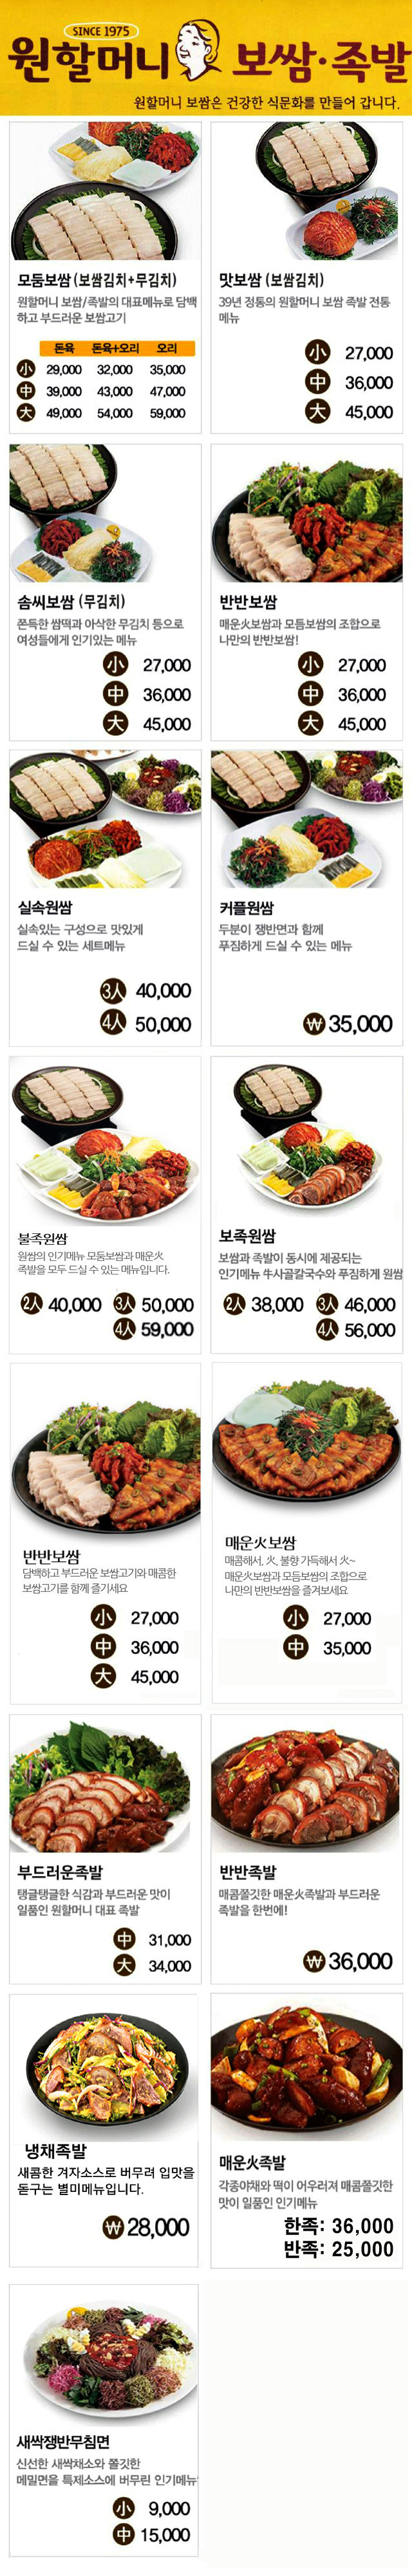 SINCE 1975
원할머니 보쌈·족발
원할머니 보쌈은 건강한 식문화를 만들어 갑니다.
모둠보쌈(보쌈김치+무김치)
원할머니 보쌈/족발의 대표메뉴로 담백
하고 부드러운 보쌈고기
돈육 돈육+오리 오리
小 29,000 32,000 35,000
中 39,000 43,000 47,000
大 49,000 54,000 59,000
맛보쌈 (보쌈김치)
39년 정통의 원할머니 보쌈 족발 전통
메뉴
小 27,000
中 36,000
大 45,000
솜씨보쌈 (무김치)
쫀득한 쌈떡과 아삭한 무김치 등으로
여성들에게 인기있는 메뉴
小 27,000
中 36,000
大 45,000
반반보쌈
매운火보쌈과 모듬보쌈의 조합으로
나만의 반반보쌈!
小 27,000
中 36,000
大 45,000
실속원쌈
실속있는 구성으로 맛있게
드실 수 있는 세트메뉴
3人 40,000
4人 50,000
커플원쌈
두분이 쟁반면과 함께
푸짐하게 드실 수 있는 메뉴
₩ 35,000
불족원쌈
원쌈의 인기메뉴 모둠보쌈과 매운火
족발을 모두 드실 수 있는 메뉴입니다.
2人 40,000 3人 50,000
4人 59,000
보족원쌈
보쌈과 족발이 동시에 제공되는
인기메뉴 牛사골칼국수와 푸짐하게 원쌈
2人 38,000 3人 46,000
4人 56,000
반반보쌈
담백하고 부드러운 보쌈고기와 매콤한
보쌈고기를 함께 즐기세요
小 27,000
中 36,000
大 45,000
매운火보쌈
매콤해서, 火, 불향 가득해서 火~
매운火보쌈과 모듬보쌈의 조합으로
나만의 반반보쌈을 즐겨보세요
小 27,000
中 35,000
부드러운족발
탱글탱글한 식감과 부드러운 맛이
일품인 원할머니 대표 족발
中 31,000
大 34,000
반반족발
매콤쫄깃한 매운火족발과 부드러운
족발을 한번에!
₩ 36,000
냉채족발
새콤한 겨자소스로 버무려 입맛을
돋구는 별미메뉴입니다.
₩ 28,000
매운火족발
각종야채와 떡이 어우러져 매콤쫄깃한
맛이 일품인 인기메뉴
한족: 36,000
반족: 25,000
새싹쟁반무침면
신선한 새싹채소와 쫄깃한
메밀면을 특제소스에 버무린 인기메뉴
小 9,000
中 15,000